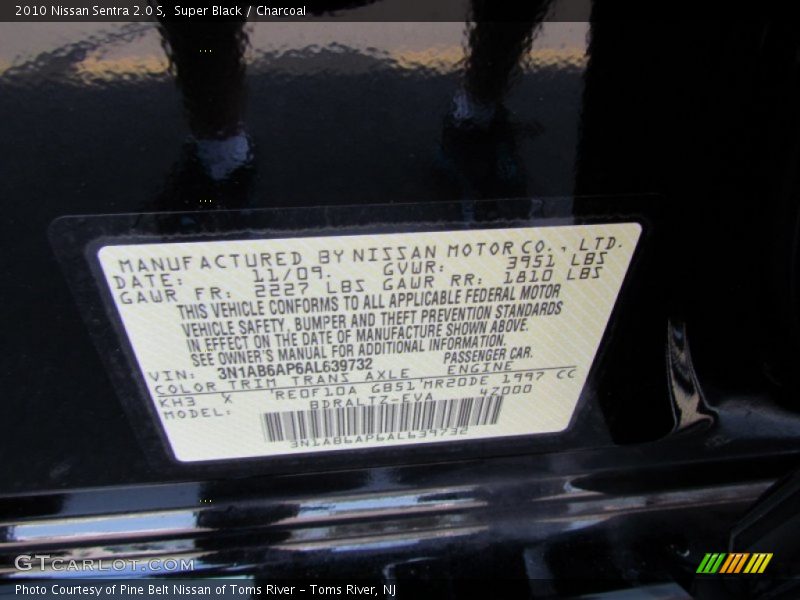 2010 Nissan Sentra 2.0 S, Super Black / Charcoal
MANUFACTURED BY NISSAN MOTOR CO., LTD.
DATE: 11/09. GVWR: 3951 LBS
GAWR FR: 2227 LBS GAWR RR: 1810 LBS
THIS VEHICLE CONFORMS TO ALL APPLICABLE FEDERAL MOTOR
VEHICLE SAFETY, BUMPER AND THEFT PREVENTION STANDARDS
IN EFFECT ON THE DATE OF MANUFACTURE SHOWN ABOVE.
SEE OWNER'S MANUAL FOR ADDITIONAL INFORMATION.
VIN: 3N1AB6AP6AL639732 PASSENGER CAR.
COLOR TRIM TRANS AXLE ENGINE
KH3 X RE0F10A GB51 MR20DE 1997 CC
MODEL: BDRALTZ-EVA 42000
3N1AB6AP6AL639732
GTCarLot.com
Photo Courtesy of Pine Belt Nissan of Toms River – Toms River, NJ